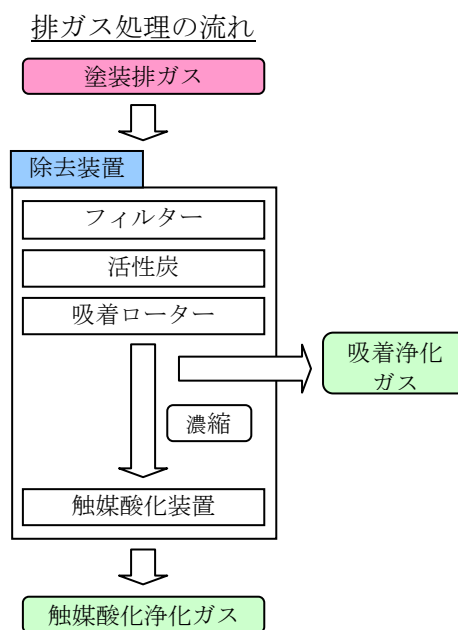 排ガス処理の流れ
塗装排ガス
除去装置
フィルター
活性炭
吸着ローター
吸着浄化
ガス
濃縮
触媒酸化装置
触媒酸化浄化ガス